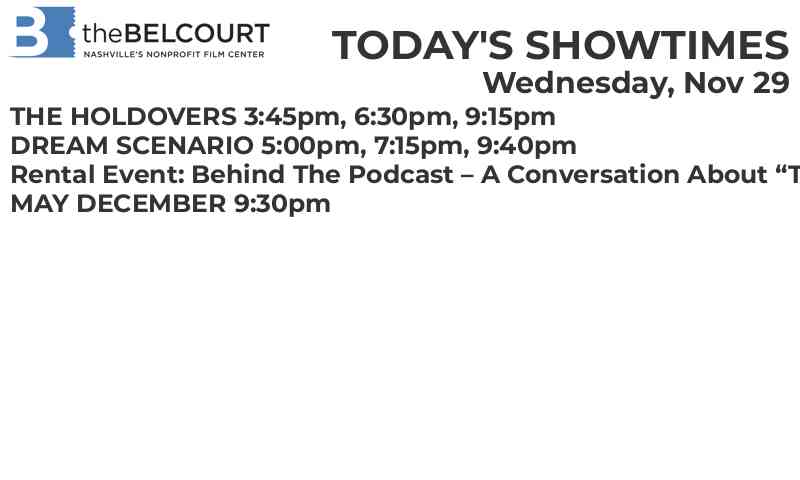 B theBELCOURT
NASHVILLE'S NONPROFIT FILM CENTER
TODAY'S SHOWTIMES
Wednesday, Nov 29
THE HOLDOVERS 3:45pm, 6:30pm, 9:15pm
DREAM SCENARIO 5:00pm, 7:15pm, 9:40pm
Rental Event: Behind The Podcast – A Conversation About “T
MAY DECEMBER 9:30pm